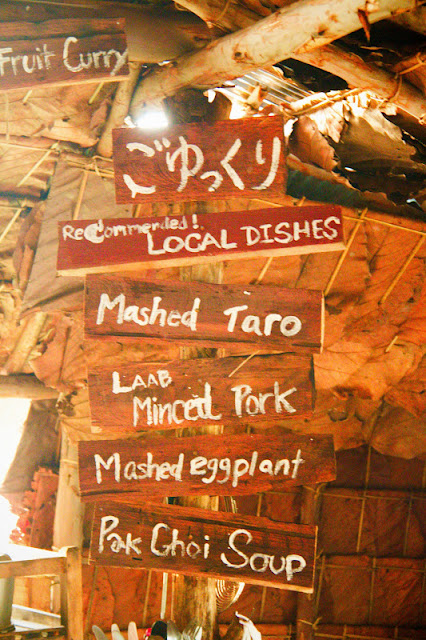 Fruit Curry
ごゆっくり
Recommended!
LOCAL DISHES
Mashed Taro
LAAB
Minced Pork
Mashed eggplant
Pak Choi Soup